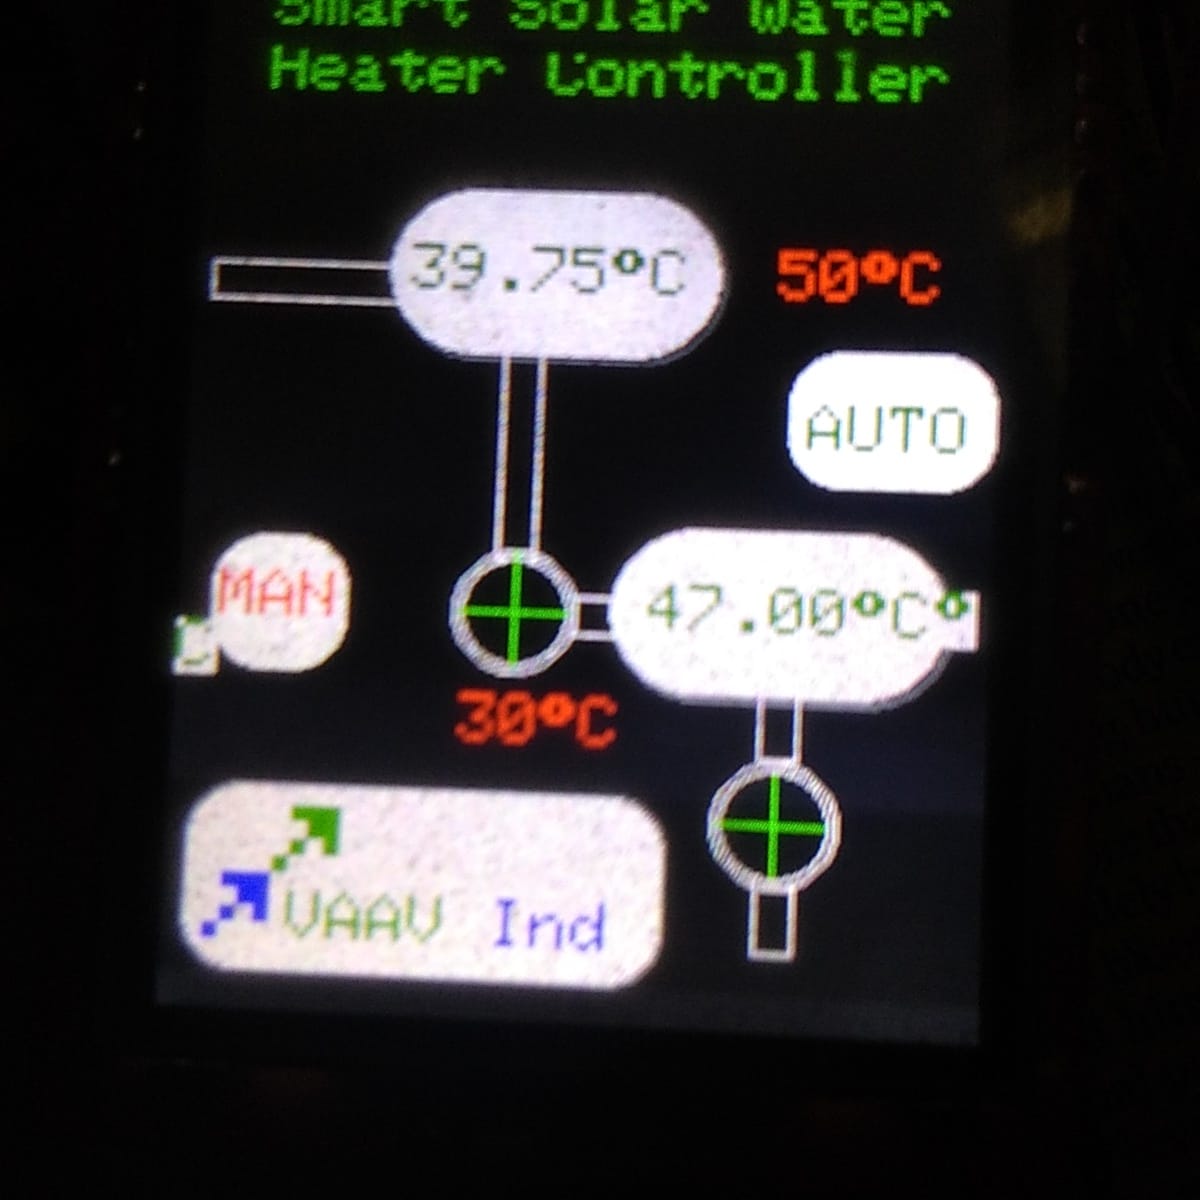 Smart Solar Water
Heater Controller
39.75°C
50°C
AUTO
MAN
47.00°C°
C
30°C
VAAV Ind